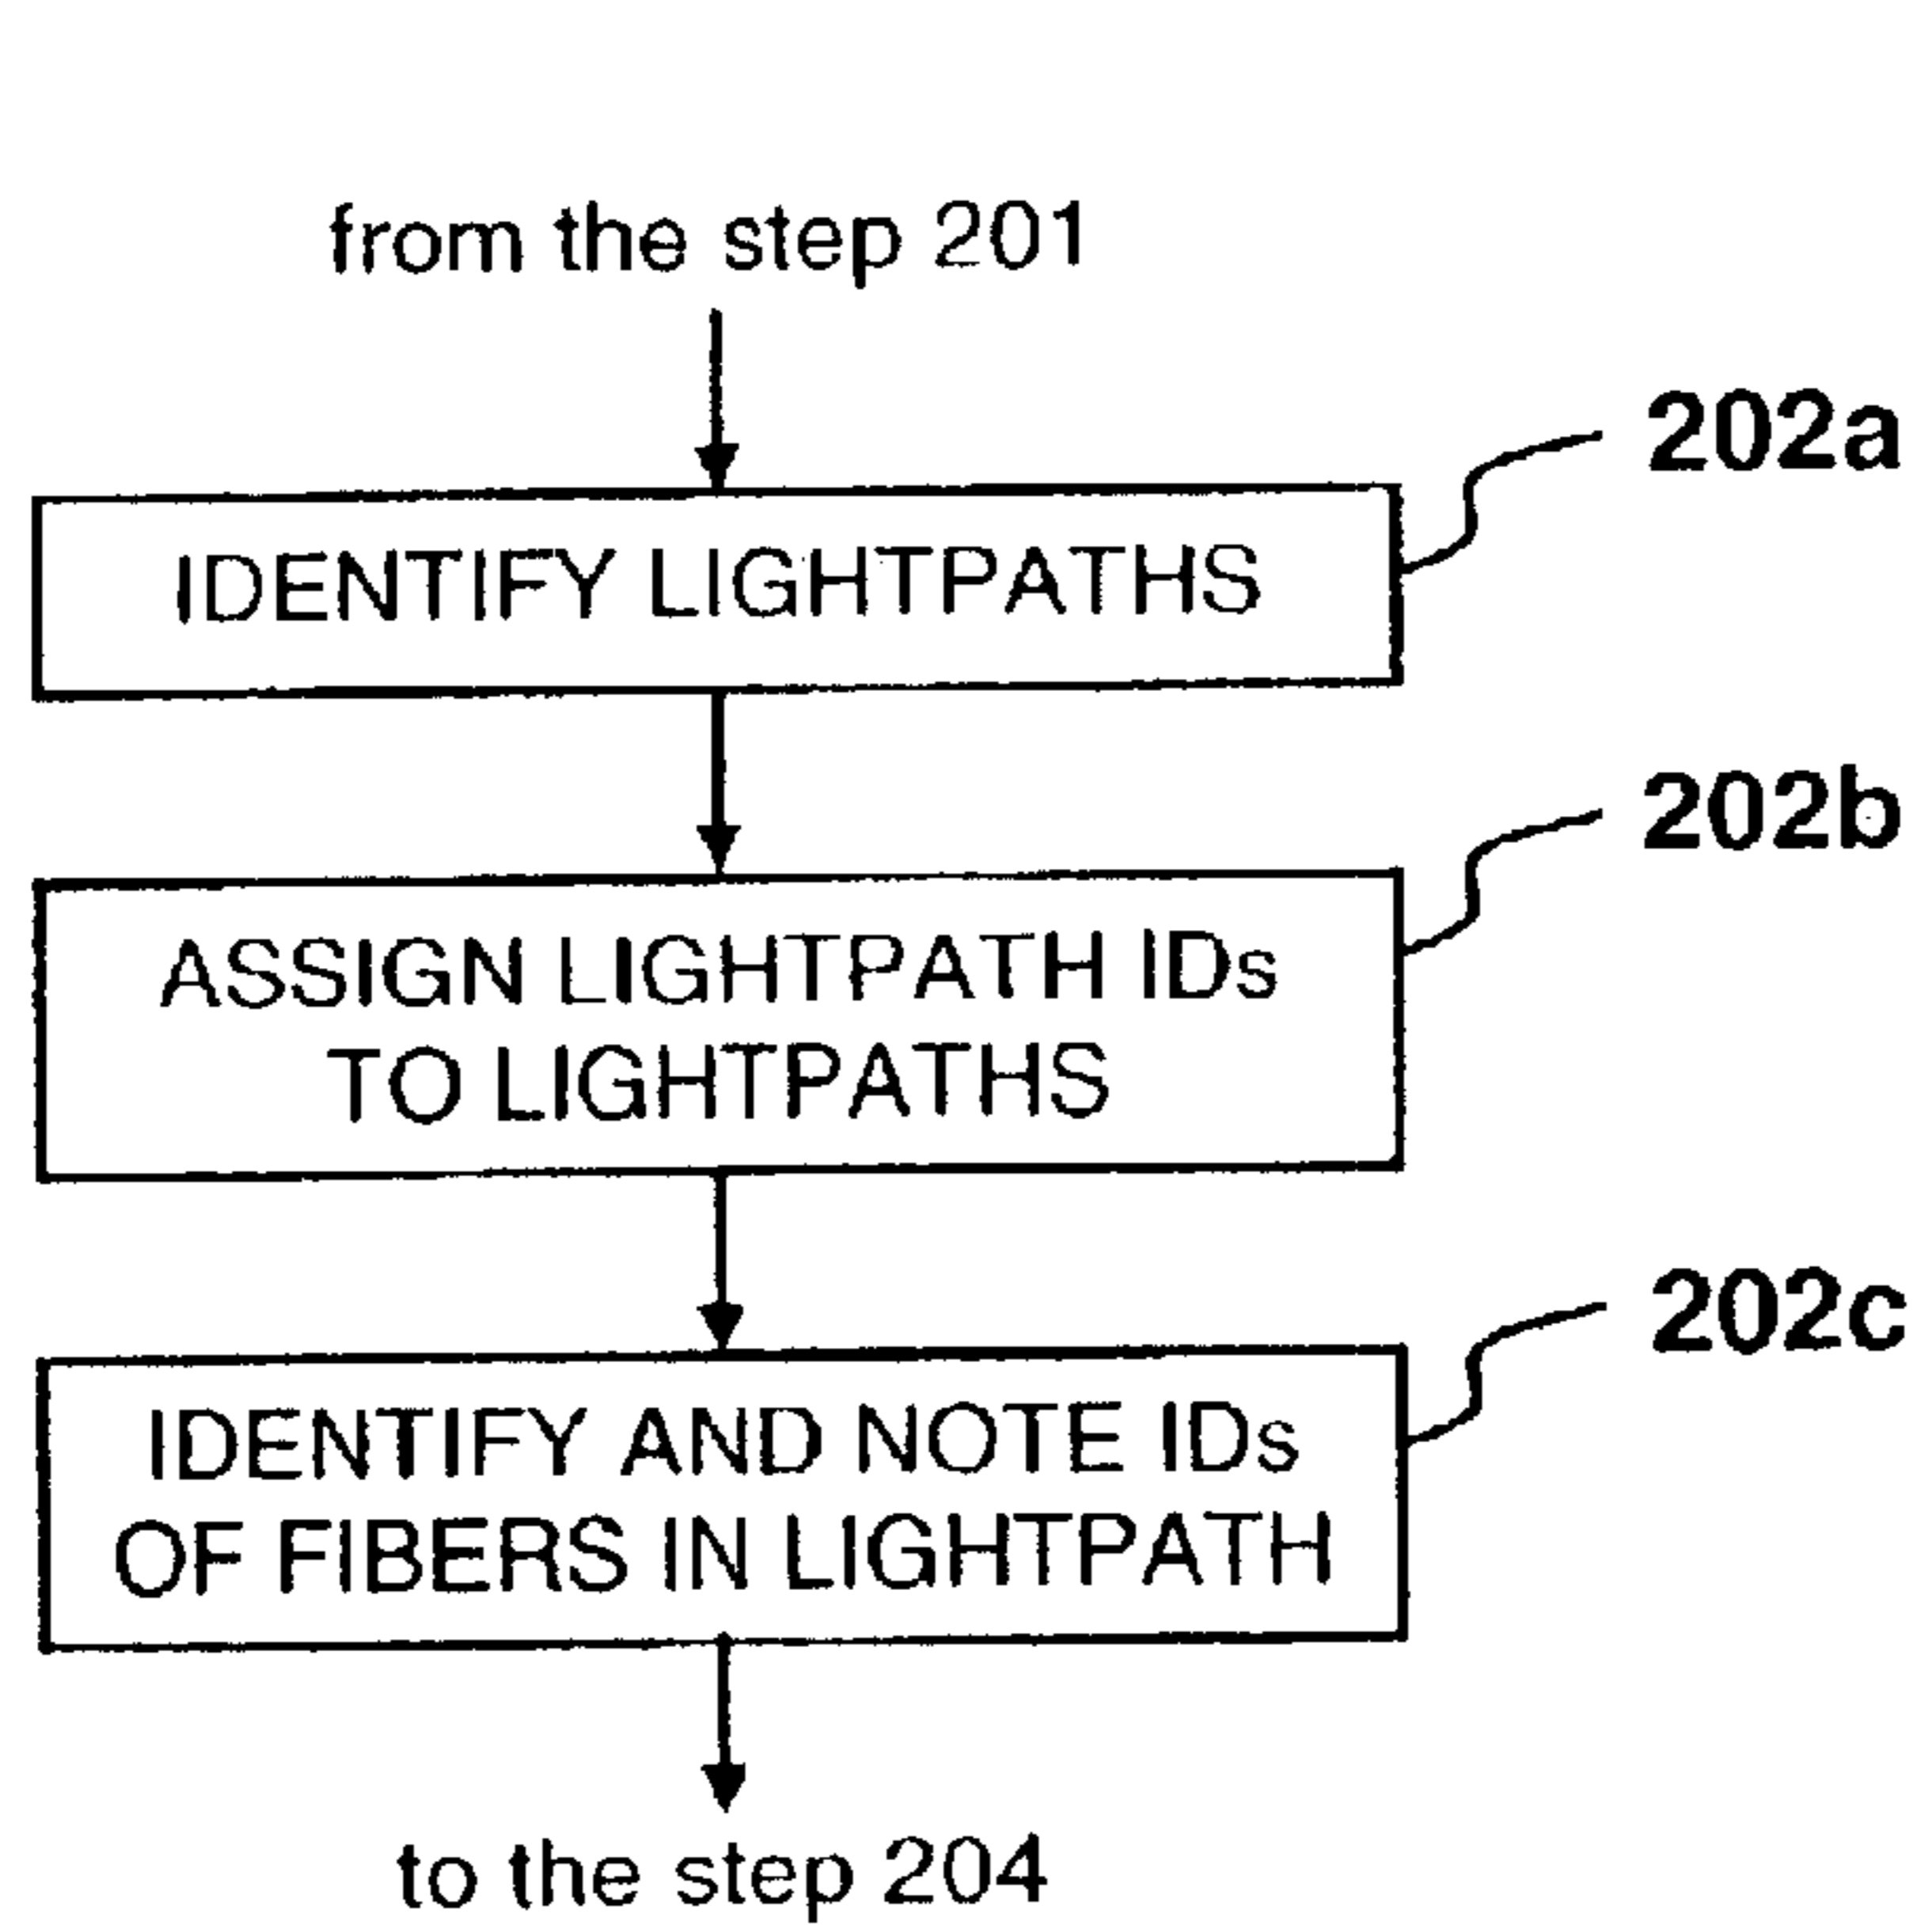 from the step 201
202a
IDENTIFY LIGHTPATHS
202b
ASSIGN LIGHTPATH IDs
TO LIGHTPATHS
202c
IDENTIFY AND NOTE IDs
OF FIBERS IN LIGHTPATH
to the step 204